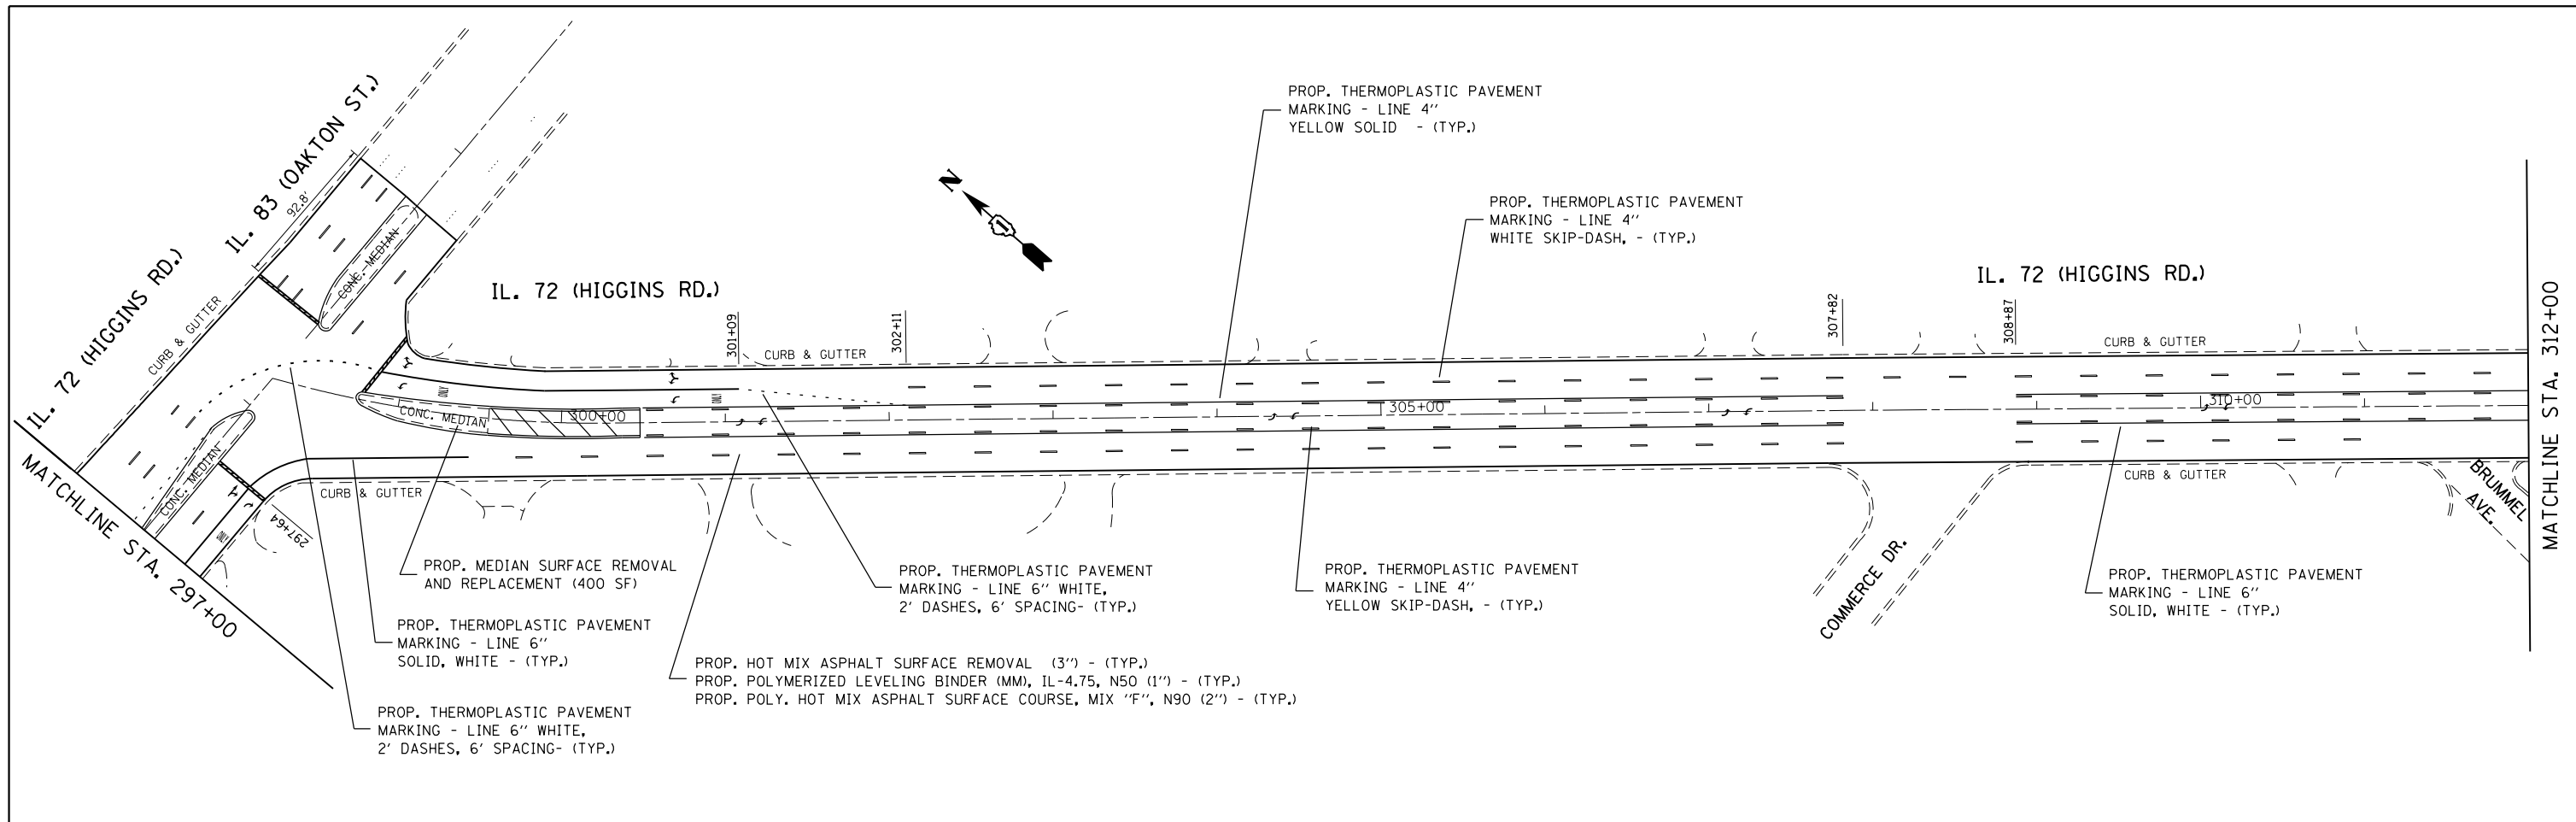 PROP. THERMOPLASTIC PAVEMENT
MARKING - LINE 4''
YELLOW SOLID - (TYP.)
PROP. THERMOPLASTIC PAVEMENT
MARKING - LINE 4''
WHITE SKIP-DASH, - (TYP.)
IL. 83 (OAKTON ST.)
92.8'
IL. 72 (HIGGINS RD.)
CURB & GUTTER
CONC. MEDIAN
N
IL. 72 (HIGGINS RD.)
IL. 72 (HIGGINS RD.)
301+09
302+11
307+82
308+87
CURB & GUTTER
CURB & GUTTER
MATCHLINE STA. 312+00
ONLY
ONLY
CONC. MEDIAN
300+00
305+00
310+00
CONC. MEDIAN
ONLY
CURB & GUTTER
CURB & GUTTER
297+64
MATCHLINE STA. 297+00
BRUMMEL
AVE.
COMMERCE DR.
PROP. MEDIAN SURFACE REMOVAL
AND REPLACEMENT (400 SF)
PROP. THERMOPLASTIC PAVEMENT
MARKING - LINE 6'' WHITE,
2' DASHES, 6' SPACING- (TYP.)
PROP. THERMOPLASTIC PAVEMENT
MARKING - LINE 4''
YELLOW SKIP-DASH, - (TYP.)
PROP. THERMOPLASTIC PAVEMENT
MARKING - LINE 6''
SOLID, WHITE - (TYP.)
PROP. THERMOPLASTIC PAVEMENT
MARKING - LINE 6''
SOLID, WHITE - (TYP.)
PROP. HOT MIX ASPHALT SURFACE REMOVAL (3'') - (TYP.)
PROP. POLYMERIZED LEVELING BINDER (MM), IL-4.75, N50 (1'') - (TYP.)
PROP. POLY. HOT MIX ASPHALT SURFACE COURSE, MIX ''F'', N90 (2'') - (TYP.)
PROP. THERMOPLASTIC PAVEMENT
MARKING - LINE 6'' WHITE,
2' DASHES, 6' SPACING- (TYP.)